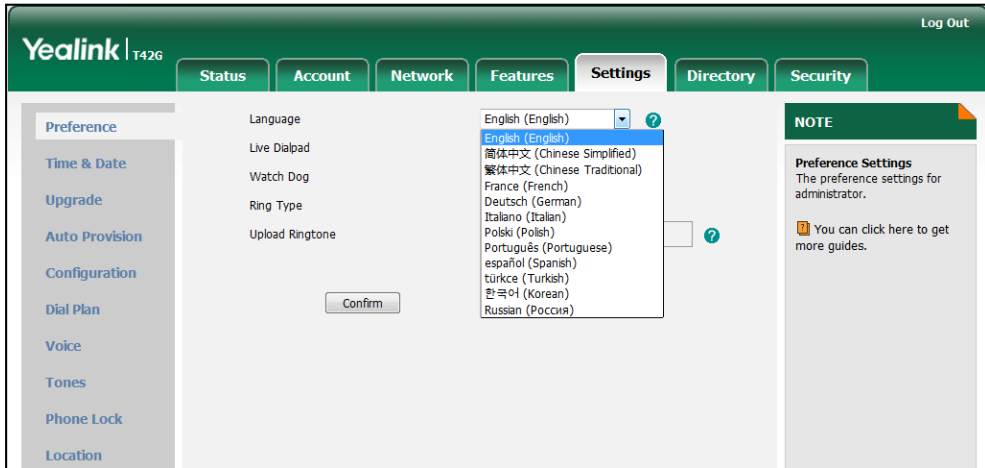 Log Out
Yealink T42G
Status Account Network Features Settings Directory Security
Preference
Time & Date
Upgrade
Auto Provision
Configuration
Dial Plan
Voice
Tones
Phone Lock
Location
Language English (English)
Live Dialpad
Watch Dog
Ring Type
Upload Ringtone
English (English)
简体中文 (Chinese Simplified)
繁体中文 (Chinese Traditional)
France (French)
Deutsch (German)
Italiano (Italian)
Polski (Polish)
Português (Portuguese)
español (Spanish)
türkce (Turkish)
한국어 (Korean)
Russian (Россия)
Confirm
NOTE
Preference Settings
The preference settings for
administrator.
You can click here to get
more guides.